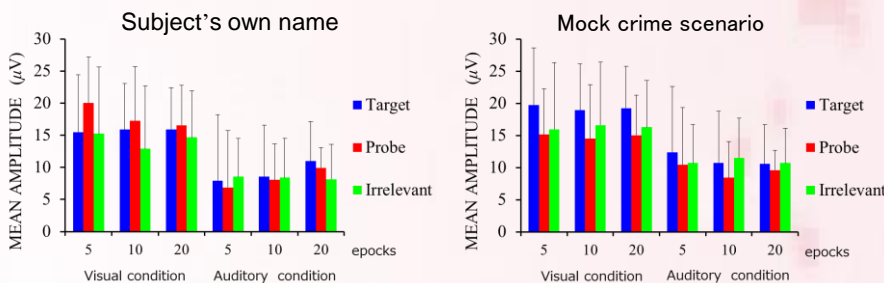 Subject's own name
MEAN AMPLITUDE (μV)
30
25
20
15
10
5
0
5 10 20 5 10 20 epocks
Visual condition Auditory condition
Target
Probe
Irrelevant
Mock crime scenario
MEAN AMPLITUDE (μV)
30
25
20
15
10
5
0
5 10 20 5 10 20 epocks
Visual condition Auditory condition
Target
Probe
Irrelevant